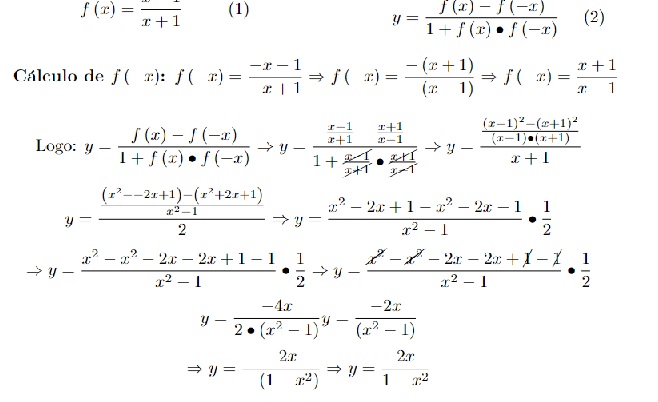 f(x) = x − 1 / x + 1 (1) y = f(x) − f(−x) / 1 + f(x) • f(−x) (2)
Cálculo de f( x): f( x) = −x − 1 / x + 1 ⇒ f( x) = −(x + 1) / (x 1) ⇒ f( x) = x + 1 / x 1
Logo: y − f(x) − f(−x) / 1 + f(x) • f(−x) → y − x−1/x+1 x+1/x−1 / 1 + x−1/x+1 • x+1/x−1 → y − (x−1)²−(x+1)²/(x−1)•(x+1) / x + 1
y − (x²−−2x+1)−(x²+2x+1)/x²−1 / 2 → y − x² − 2x + 1 − x² − 2x − 1 / x² − 1 • 1/2
→ y − x² − x² − 2x − 2x + 1 − 1 / x² − 1 • 1/2 → y − x² − x² − 2x − 2x + 1 − 1 / x² − 1 • 1/2
y − −4x / 2 • (x² − 1) y − −2x / (x² − 1)
⇒ y = 2x / (1 x²) ⇒ y = 2x / 1 x²